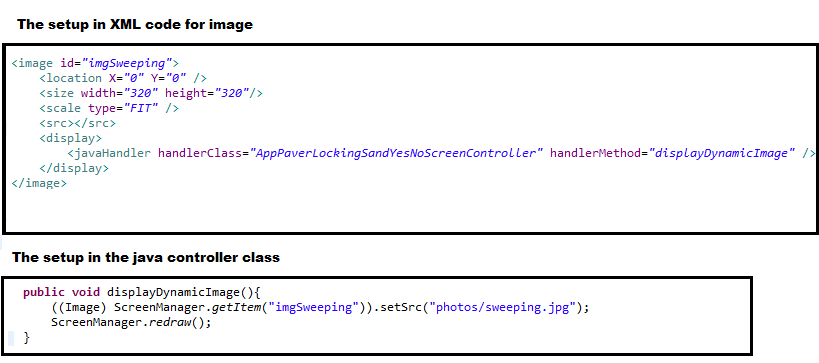 The setup in XML code for image
<image id="imgSweeping">
<location X="0" Y="0" />
<size width="320" height="320"/>
<scale type="FIT" />
<src></src>
<display>
<javaHandler handlerClass="AppPaverLockingSandYesNoScreenController" handlerMethod="displayDynamicImage" />
</display>
</image>
The setup in the java controller class
public void displayDynamicImage(){
((Image) ScreenManager.getItem("imgSweeping")).setSrc("photos/sweeping.jpg");
ScreenManager.redraw();
}